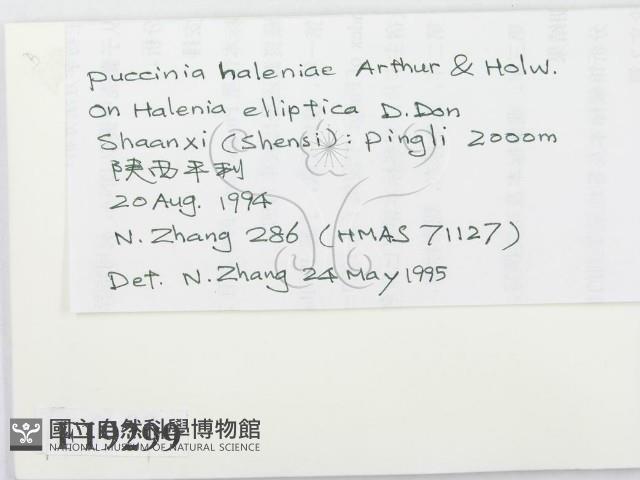 puccinia haleniae Arthur & Holw.
On Halenia elliptica D.Don
Shaanxi (Shensi): Pingli 2000m
陝西平利
20 Aug. 1994
N. Zhang 286 (HMAS 71127)
Det. N. Zhang 24 May 1995
F19299
國立自然科學博物館
NATIONAL MUSEUM OF NATURAL SCIENCE